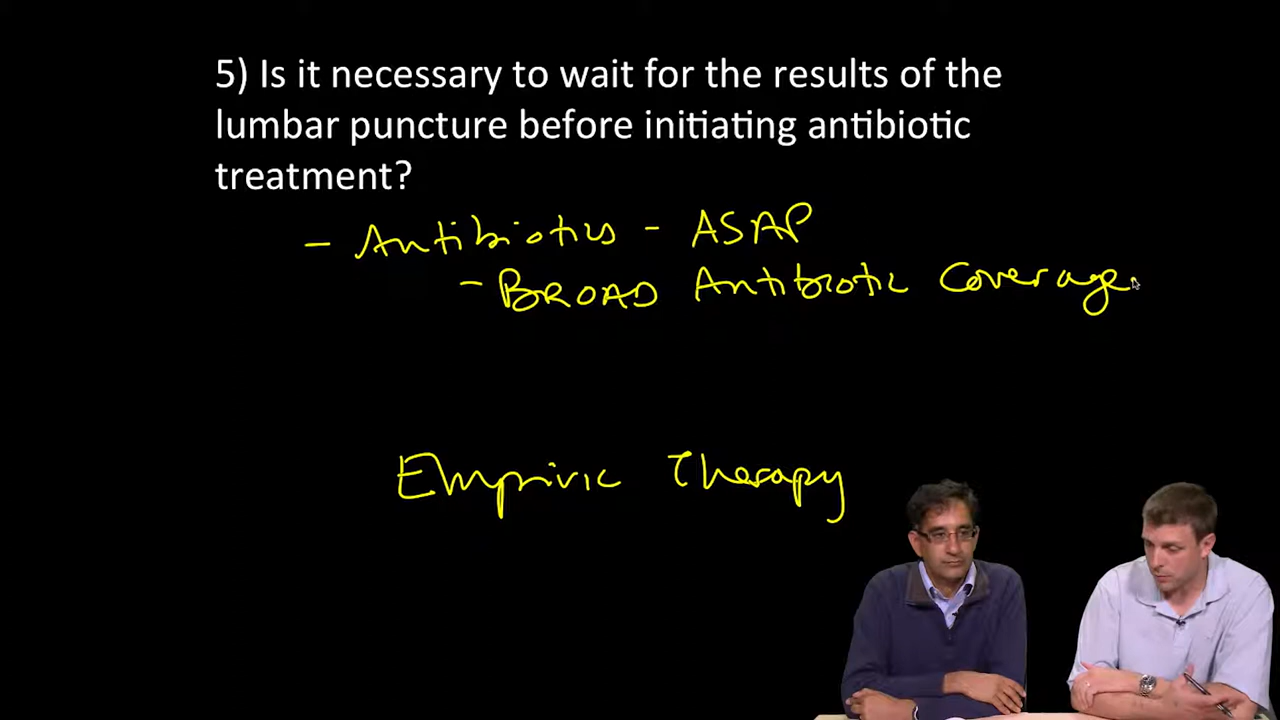 5) Is it necessary to wait for the results of the
lumbar puncture before initiating antibiotic
treatment?
- Antibiotics - ASAP
- BROAD Antibiotic Coverage
Empiric Therapy